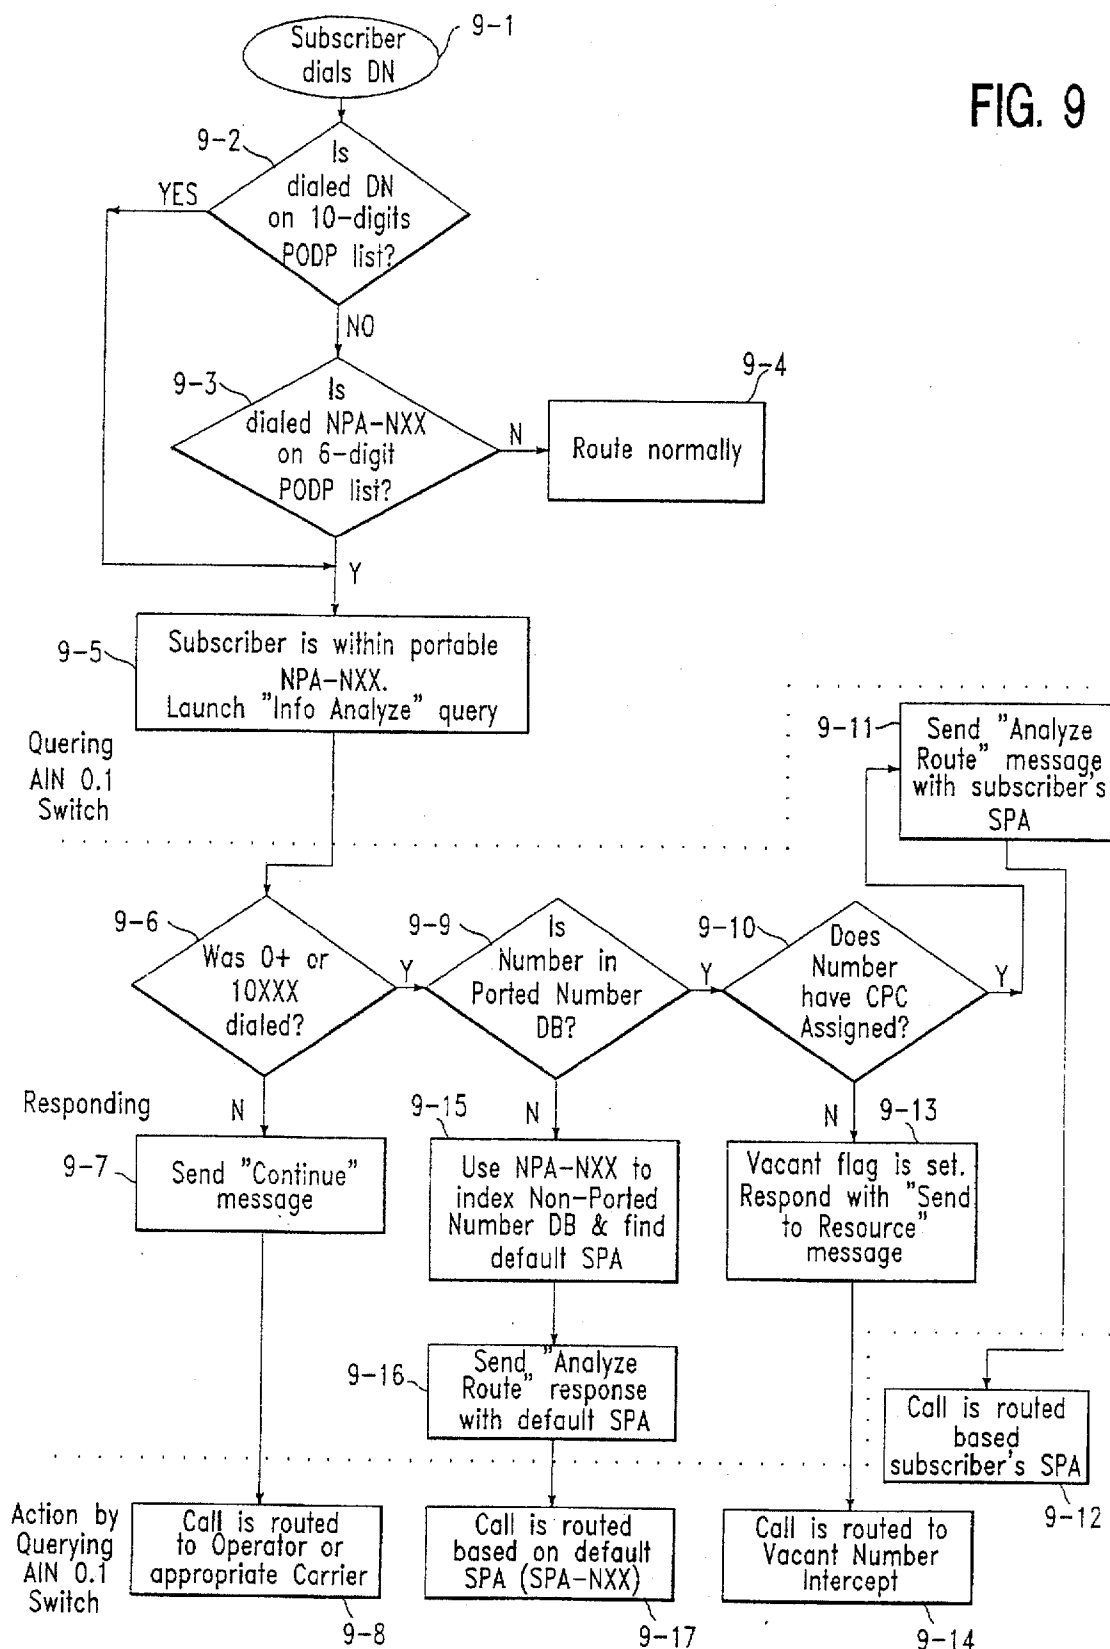 FIG. 9
Subscriber
dials DN
9-1
9-2
Is
dialed DN
on 10-digits
PODP list?
YES
NO
9-3
Is
dialed NPA-NXX
on 6-digit
PODP list?
N
9-4
Route normally
Y
9-5
Subscriber is within portable
NPA-NXX.
Launch "Info Analyze" query
Quering
AIN 0.1
Switch
9-11
Send "Analyze
Route" message
with subscriber's
SPA
9-6
Was 0+ or
10XXX
dialed?
Y
9-9
Is
Number in
Ported Number
DB?
Y
9-10
Does
Number
have CPC
Assigned?
Y
Responding
N
9-7
Send "Continue"
message
9-15
N
Use NPA-NXX to
index Non-Ported
Number DB & find
default SPA
N
9-13
Vacant flag is set.
Respond with "Send
to Resource"
message
9-16
Send "Analyze
Route" response
with default SPA
Call is routed
based
subscriber's SPA
9-12
Action by
Querying
AIN 0.1
Switch
Call is routed
to Operator or
appropriate Carrier
9-8
Call is routed
based on default
SPA (SPA-NXX)
9-17
Call is routed to
Vacant Number
Intercept
9-14